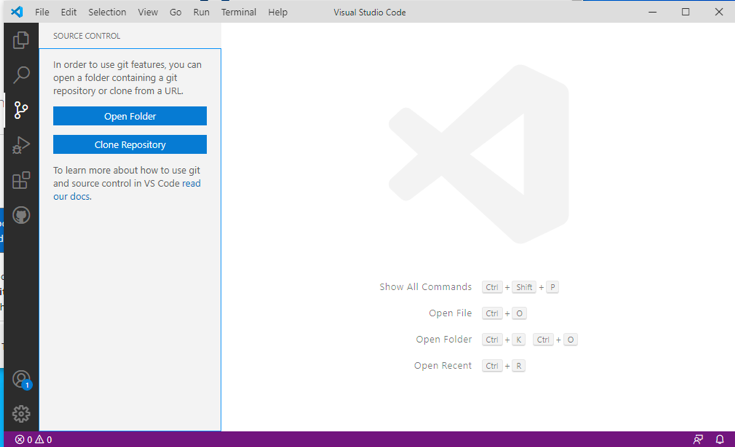 File Edit Selection View Go Run Terminal Help Visual Studio Code
SOURCE CONTROL
In order to use git features, you can
open a folder containing a git
repository or clone from a URL.
Open Folder
Clone Repository
To learn more about how to use git
and source control in VS Code read
our docs.
Show All Commands Ctrl + Shift + P
Open File Ctrl + O
Open Folder Ctrl + K Ctrl + O
Open Recent Ctrl + R
1
0 0